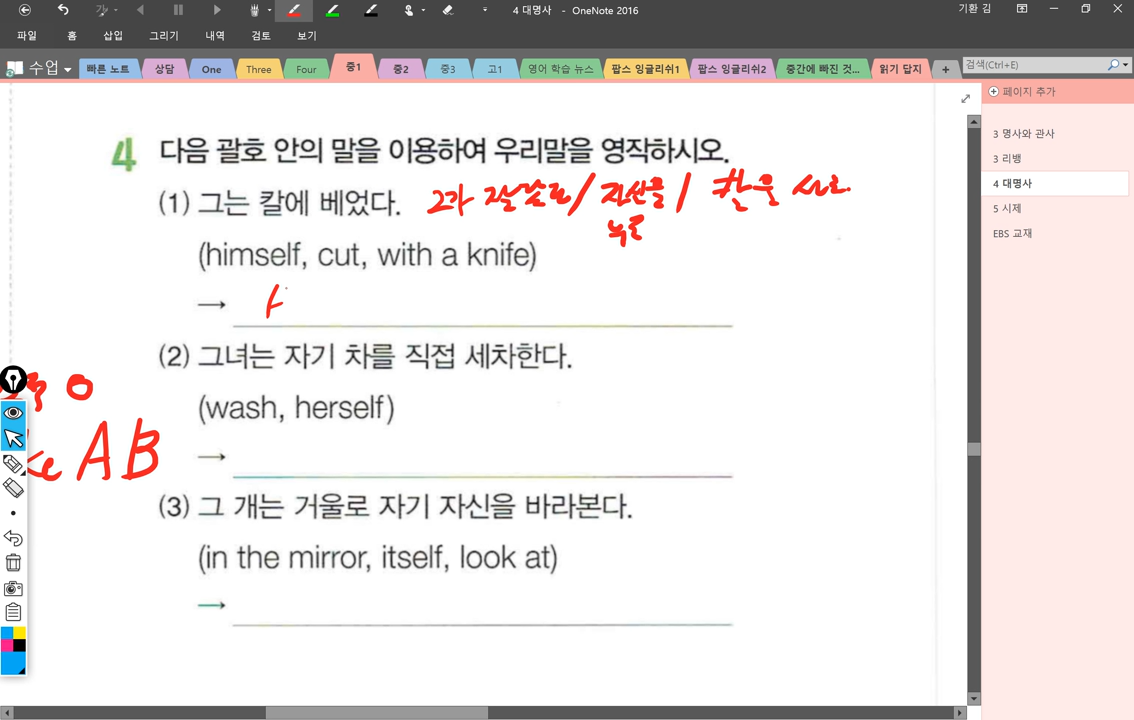 4 대명사 - OneNote 2016
기환 김
파일 홈 삽입 그리기 내역 검토 보기
수업 빠른 노트 상담 One Three Four 중1 중2 중3 고1 영어 학습 뉴스 팝스 잉글리쉬1 팝스 잉글리쉬2 중간에 빠진 것... 읽기 답지 + 검색(Ctrl+E)
페이지 추가
3 명사와 관사
3 리뱅
4 대명사
5 시제
EBS 교재
4 다음 괄호 안의 말을 이용하여 우리말을 영작하시오.
(1) 그는 칼에 베었다. 그가 / 자신을 / 칼을
(himself, cut, with a knife)
→
(2) 그녀는 자기 차를 직접 세차한다.
(wash, herself)
→
A B
(3) 그 개는 거울로 자기 자신을 바라본다.
(in the mirror, itself, look at)
→